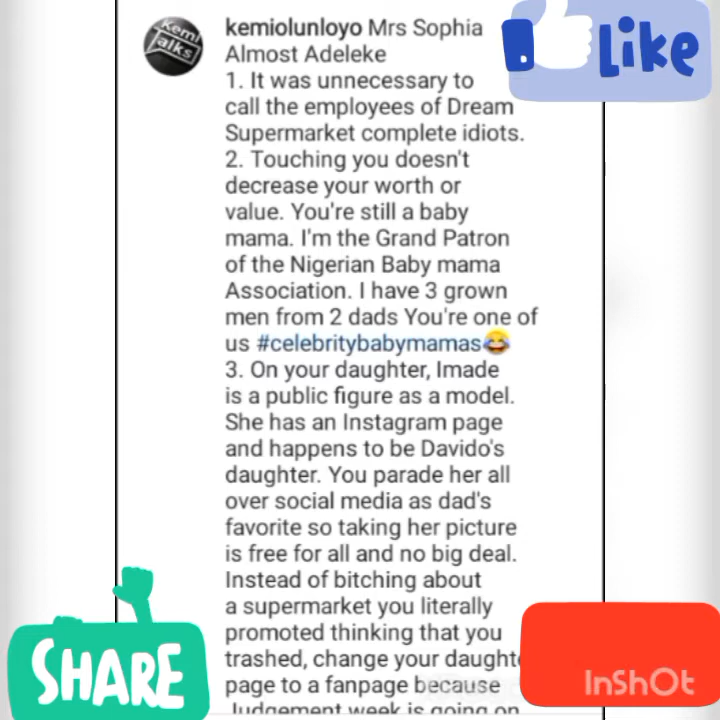 kemiolunloyo Mrs Sophia
Almost Adeleke
1. It was unnecessary to
call the employees of Dream
Supermarket complete idiots.
2. Touching you doesn't
decrease your worth or
value. You're still a baby
mama. I'm the Grand Patron
of the Nigerian Baby mama
Association. I have 3 grown
men from 2 dads You're one of
us #celebritybabymamas😂
3. On your daughter, Imade
is a public figure as a model.
She has an Instagram page
and happens to be Davido's
daughter. You parade her all
over social media as dad's
favorite so taking her picture
is free for all and no big deal.
Instead of bitching about
a supermarket you literally
promoted thinking that you
trashed, change your
page to a fanpage because
Judgement week is going on
Kemi
Talks
Like
SHARE
InShOt